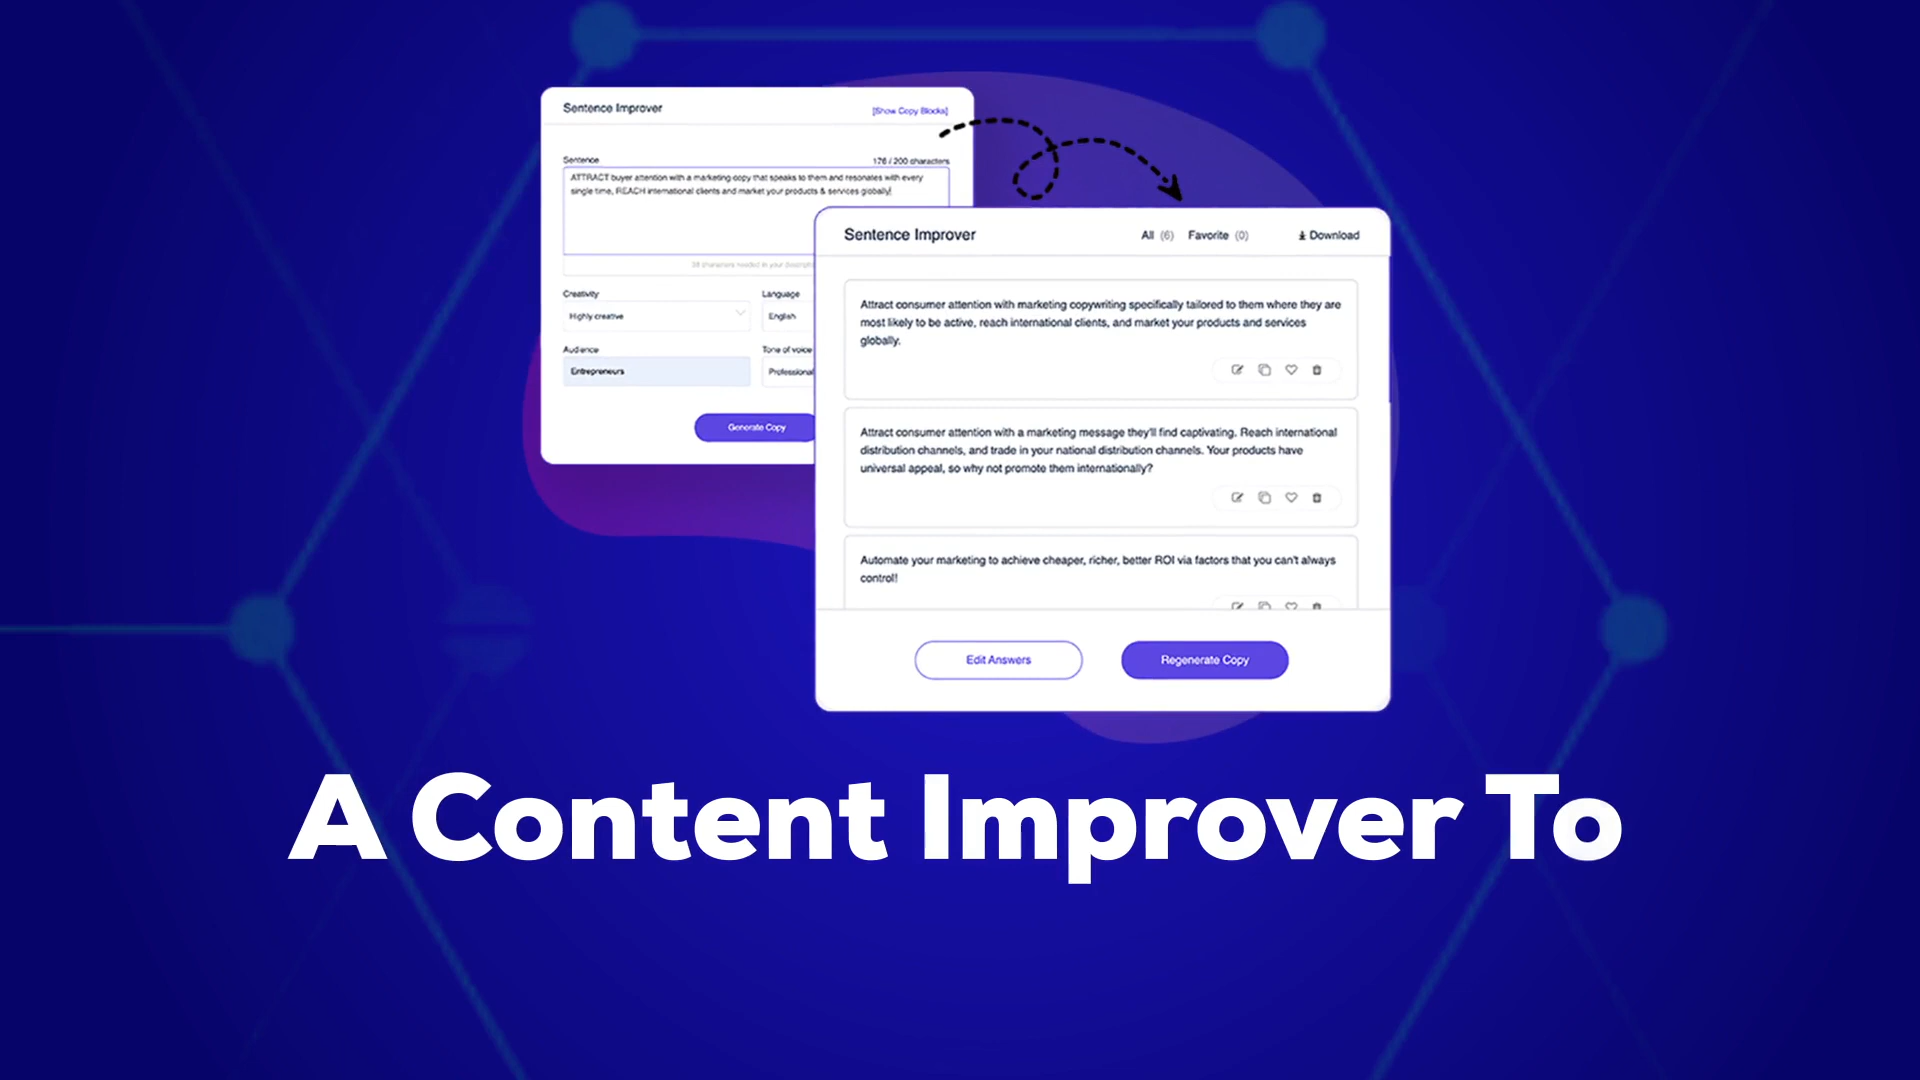 Sentence Improver
[Show Copy Blocks]
Sentence
176 / 200 characters
ATTRACT buyer attention with a marketing copy that speaks to them and resonates with every
single time, REACH international clients and market your products & services globally
38 characters needed in your
Creativity
Language
Highly creative
English
Audience
Tone of voice
Entrepreneurs
Professional
Generate Copy
Sentence Improver
All (6)
Favorite (0)
Download
Attract consumer attention with marketing copywriting specifically tailored to them where they are
most likely to be active, reach international clients, and market your products and services
globally.
Attract consumer attention with a marketing message they'll find captivating. Reach international
distribution channels, and trade in your national distribution channels. Your products have
universal appeal, so why not promote them internationally?
Automate your marketing to achieve cheaper, richer, better ROI via factors that you can't always
control!
Edit Answers
Regenerate Copy
A Content Improver To